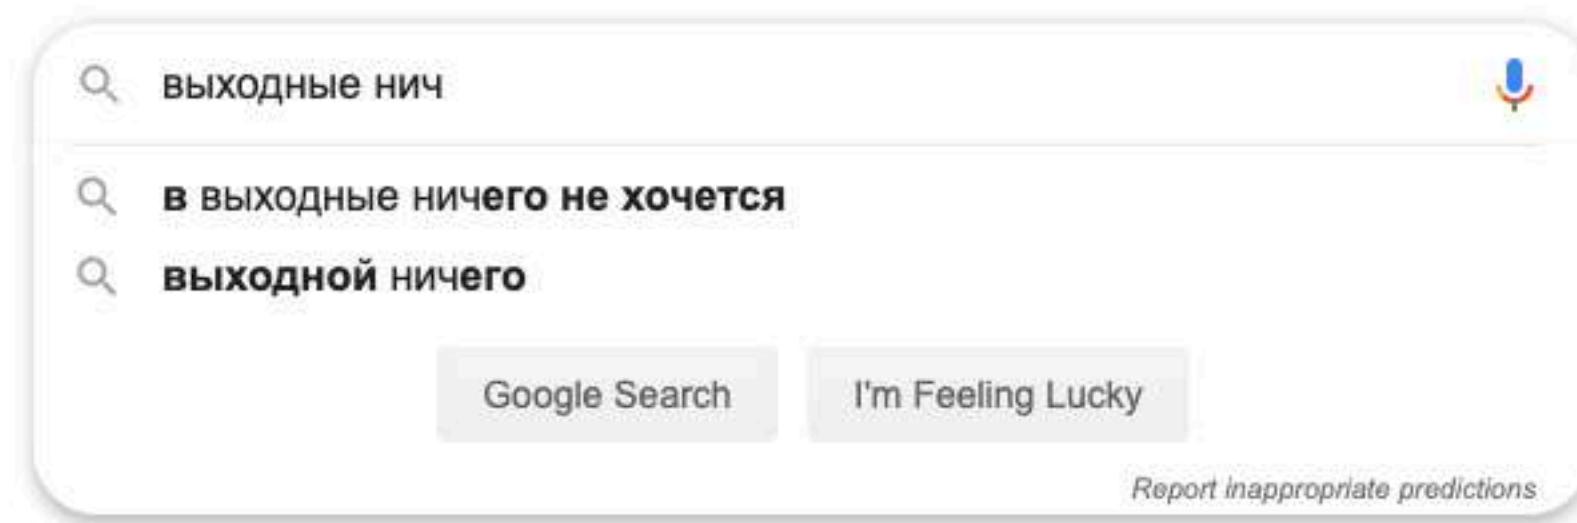 выходные нич
в выходные ничего не хочется
выходной ничего
Google Search I'm Feeling Lucky
Report inappropriate predictions